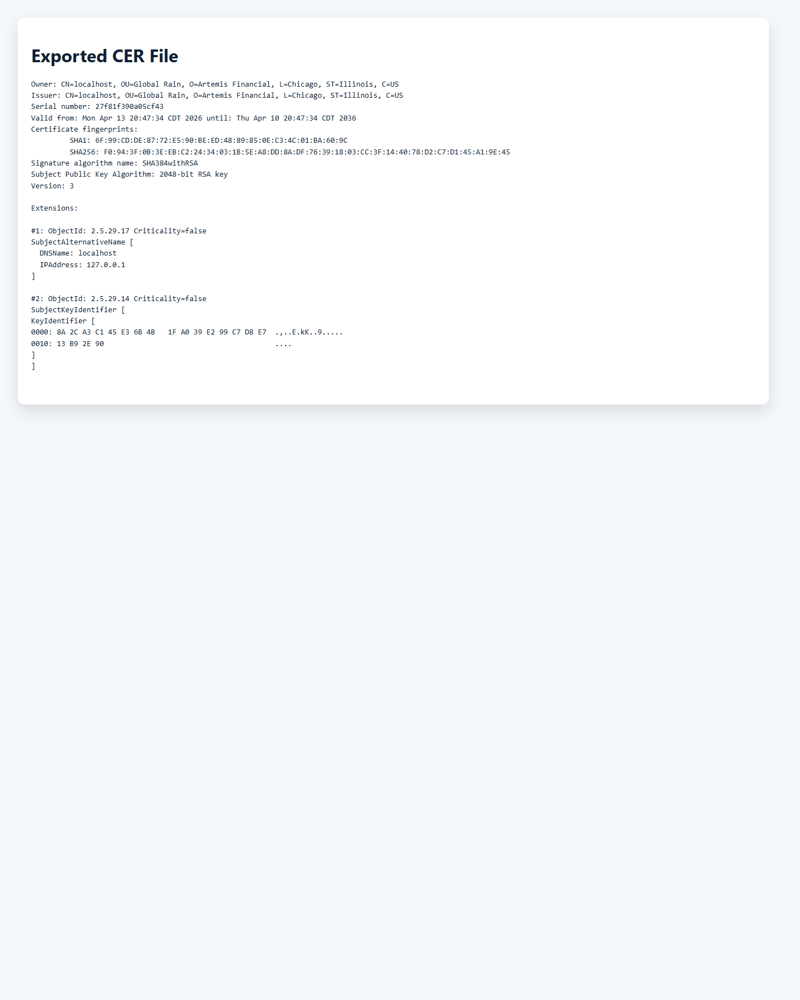 Exported CER File
Owner: CN=localhost, OU=Global Rain, O=Artemis Financial, L=Chicago, ST=Illinois, C=US
Issuer: CN=localhost, OU=Global Rain, O=Artemis Financial, L=Chicago, ST=Illinois, C=US
Serial number: 27f81f390a05cf43
Valid from: Mon Apr 13 20:47:34 CDT 2026 until: Thu Apr 10 20:47:34 CDT 2036
Certificate fingerprints:
         SHA1: 6F:99:CD:DE:87:72:E5:90:BE:ED:48:89:85:0E:C3:4C:01:BA:60:9C
         SHA256: F0:94:3F:0B:3E:EB:C2:24:34:03:1B:5E:A8:DD:8A:DF:76:39:18:03:CC:3F:14:40:78:D2:C7:D1:45:A1:9E:45
Signature algorithm name: SHA384withRSA
Subject Public Key Algorithm: 2048-bit RSA key
Version: 3

Extensions:

#1: ObjectId: 2.5.29.17 Criticality=false
SubjectAlternativeName [
  DNSName: localhost
  IPAddress: 127.0.0.1
]

#2: ObjectId: 2.5.29.14 Criticality=false
SubjectKeyIdentifier [
KeyIdentifier [
0000: 8A 2C A3 C1 45 E3 6B 4B   1F A0 39 E2 99 C7 D8 E7  .,..E.kK..9.....
0010: 13 B9 2E 90                                        ....
]
]